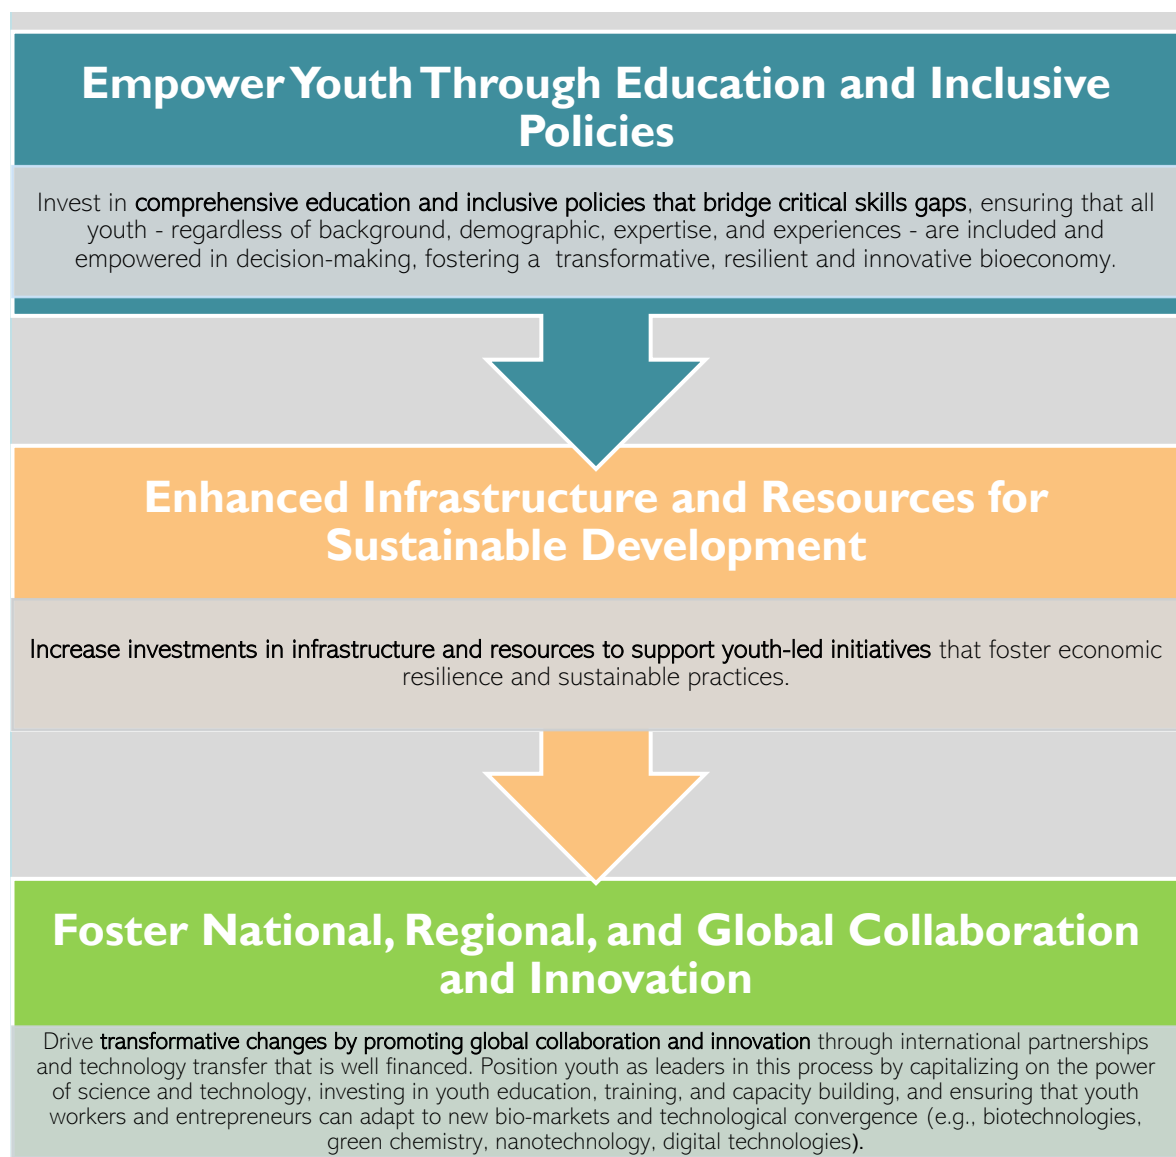 Empower Youth Through Education and Inclusive
Policies
Invest in comprehensive education and inclusive policies that bridge critical skills gaps, ensuring that all
youth - regardless of background, demographic, expertise, and experiences - are included and
empowered in decision-making, fostering a transformative, resilient and innovative bioeconomy.
Enhanced Infrastructure and Resources for
Sustainable Development
Increase investments in infrastructure and resources to support youth-led initiatives that foster economic
resilience and sustainable practices.
Foster National, Regional, and Global Collaboration
and Innovation
Drive transformative changes by promoting global collaboration and innovation through international partnerships
and technology transfer that is well financed. Position youth as leaders in this process by capitalizing on the power
of science and technology, investing in youth education, training, and capacity building, and ensuring that youth
workers and entrepreneurs can adapt to new bio-markets and technological convergence (e.g., biotechnologies,
green chemistry, nanotechnology, digital technologies).